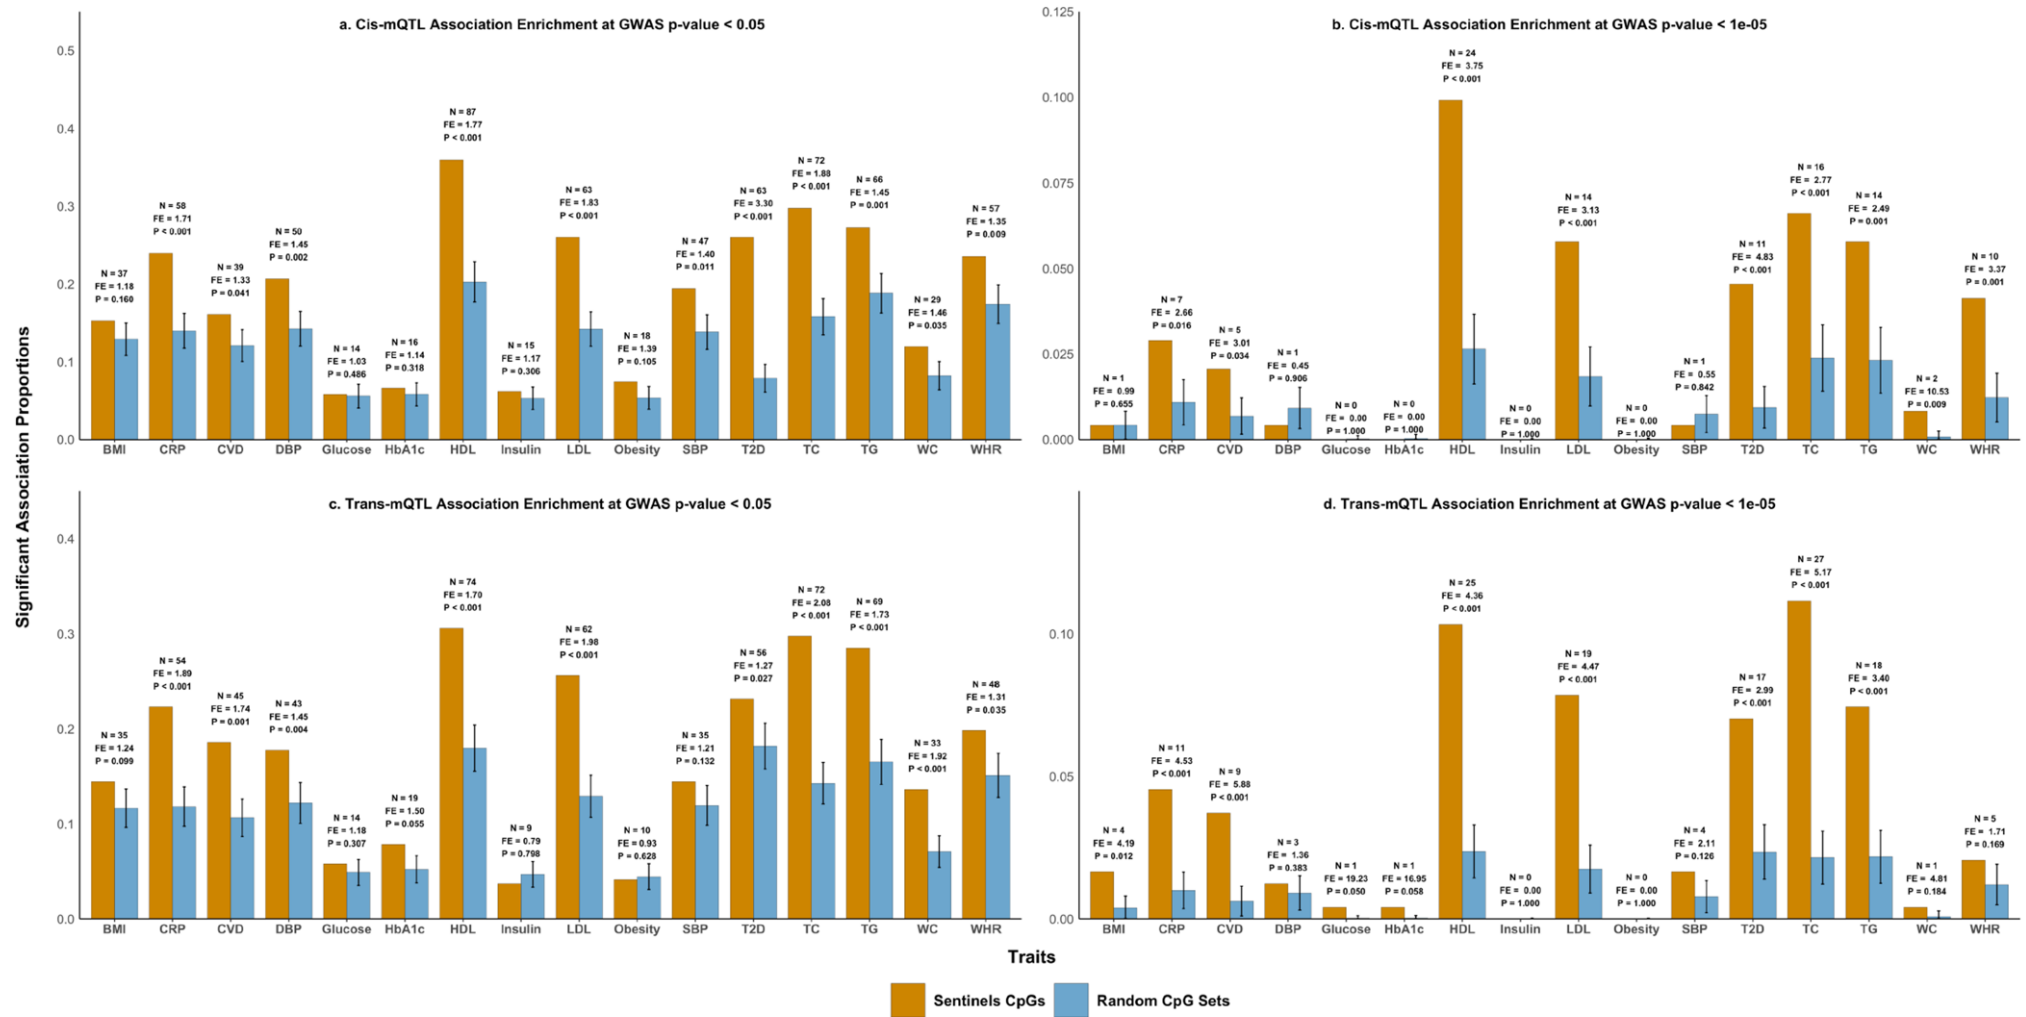 Significant Association Proportions
a. Cis-mQTL Association Enrichment at GWAS p-value < 0.05
0.5
0.4
0.3
0.2
0.1
0.0
N = 37
FE = 1.18
P = 0.160
N = 58
FE = 1.71
P < 0.001
N = 39
FE = 1.33
P = 0.041
N = 50
FE = 1.45
P = 0.002
N = 14
FE = 1.03
P = 0.486
N = 16
FE = 1.14
P = 0.318
N = 87
FE = 1.77
P < 0.001
N = 15
FE = 1.17
P = 0.306
N = 63
FE = 1.83
P < 0.001
N = 18
FE = 1.39
P = 0.105
N = 47
FE = 1.40
P = 0.011
N = 63
FE = 3.30
P < 0.001
N = 72
FE = 1.88
P < 0.001
N = 66
FE = 1.45
P = 0.001
N = 29
FE = 1.46
P = 0.035
N = 57
FE = 1.35
P = 0.009
BMI CRP CVD DBP Glucose HbA1c HDL Insulin LDL Obesity SBP T2D TC TG WC WHR
b. Cis-mQTL Association Enrichment at GWAS p-value < 1e-05
0.125
0.100
0.075
0.050
0.025
0.000
N = 1
FE = 0.99
P = 0.655
N = 7
FE = 2.66
P = 0.016
N = 5
FE = 3.01
P = 0.034
N = 1
FE = 0.45
P = 0.906
N = 0
FE = 0.00
P = 1.000
N = 0
FE = 0.00
P = 1.000
N = 24
FE = 3.75
P < 0.001
N = 0
FE = 0.00
P = 1.000
N = 14
FE = 3.13
P < 0.001
N = 0
FE = 0.00
P = 1.000
N = 1
FE = 0.55
P = 0.842
N = 11
FE = 4.83
P < 0.001
N = 16
FE = 2.77
P < 0.001
N = 14
FE = 2.49
P = 0.001
N = 2
FE = 10.53
P = 0.009
N = 10
FE = 3.37
P = 0.001
BMI CRP CVD DBP Glucose HbA1c HDL Insulin LDL Obesity SBP T2D TC TG WC WHR
c. Trans-mQTL Association Enrichment at GWAS p-value < 0.05
0.4
0.3
0.2
0.1
0.0
N = 35
FE = 1.24
P = 0.099
N = 54
FE = 1.89
P < 0.001
N = 45
FE = 1.74
P = 0.001
N = 43
FE = 1.45
P = 0.004
N = 14
FE = 1.18
P = 0.307
N = 19
FE = 1.50
P = 0.055
N = 74
FE = 1.70
P < 0.001
N = 9
FE = 0.79
P = 0.798
N = 62
FE = 1.98
P < 0.001
N = 10
FE = 0.93
P = 0.628
N = 35
FE = 1.21
P = 0.132
N = 56
FE = 1.27
P = 0.027
N = 72
FE = 2.08
P < 0.001
N = 69
FE = 1.73
P < 0.001
N = 33
FE = 1.92
P < 0.001
N = 48
FE = 1.31
P = 0.035
BMI CRP CVD DBP Glucose HbA1c HDL Insulin LDL Obesity SBP T2D TC TG WC WHR
d. Trans-mQTL Association Enrichment at GWAS p-value < 1e-05
0.10
0.05
0.00
N = 4
FE = 4.19
P = 0.012
N = 11
FE = 4.53
P < 0.001
N = 9
FE = 5.88
P < 0.001
N = 3
FE = 1.36
P = 0.383
N = 1
FE = 19.23
P = 0.050
N = 1
FE = 16.95
P = 0.058
N = 25
FE = 4.36
P < 0.001
N = 0
FE = 0.00
P = 1.000
N = 19
FE = 4.47
P < 0.001
N = 0
FE = 0.00
P = 1.000
N = 4
FE = 2.11
P = 0.126
N = 17
FE = 2.99
P < 0.001
N = 27
FE = 5.17
P < 0.001
N = 18
FE = 3.40
P < 0.001
N = 1
FE = 4.81
P = 0.184
N = 5
FE = 1.71
P = 0.169
BMI CRP CVD DBP Glucose HbA1c HDL Insulin LDL Obesity SBP T2D TC TG WC WHR
Traits
Sentinels CpGs
Random CpG Sets